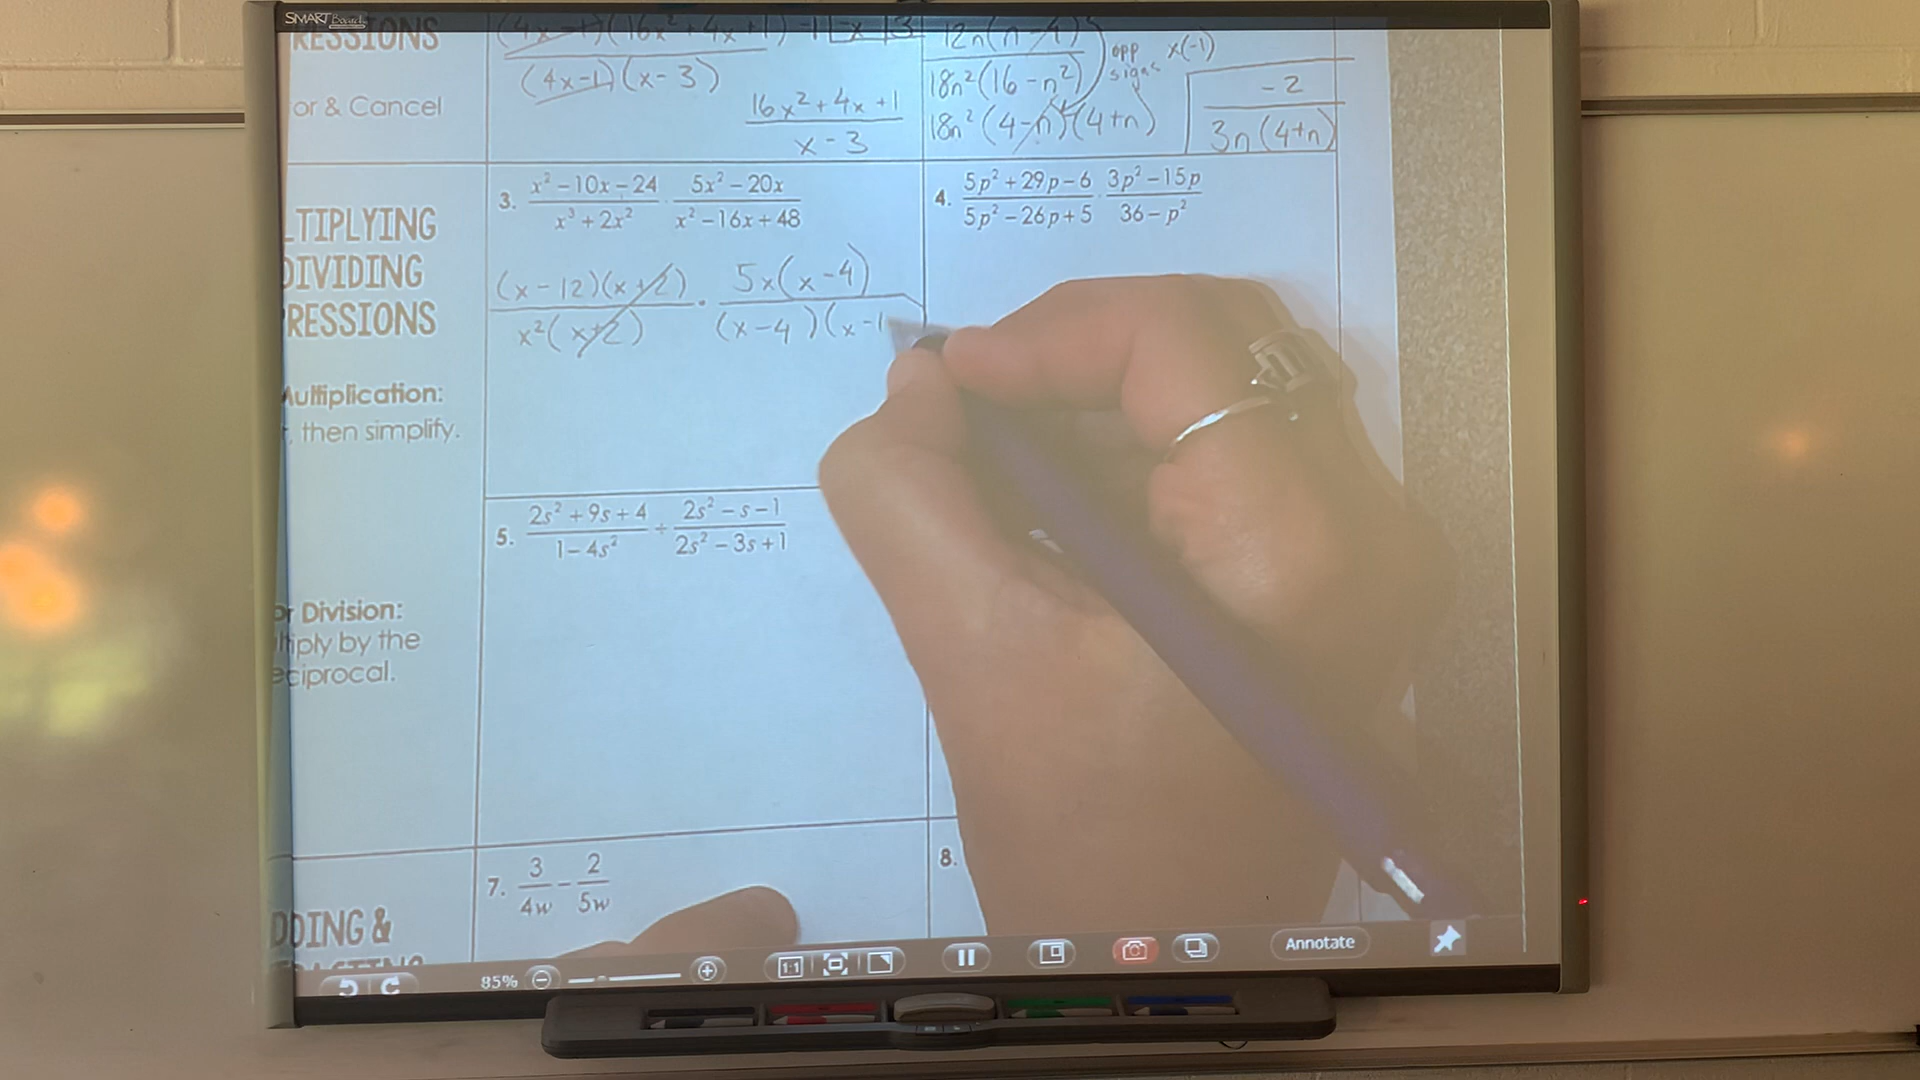 SMART Board
RESSIONS
or & Cancel
(4x-1)(16x²+4x+1)
(4x-1)(x-3)
16x²+4x+1
x-3
12n(n-4)
18n²(16-n²)
18n²(4-n)(4+n)
opp
signs
x(-1)
-2
3n(4+n)
LTIPLYING
DIVIDING
RESSIONS
Multiplication:
, then simplify.
3. x² – 10x – 24 / x³ + 2x² · 5x² – 20x / x² – 16x + 48
(x-12)(x+2) / x²(x+2) · 5x(x-4) / (x-4)(x-1
4. 5p² + 29p – 6 / 5p² – 26p + 5 · 3p² – 15p / 36 – p²
or Division:
ltiply by the
eciprocal.
5. 2s² + 9s + 4 / 1 – 4s² ÷ 2s² – s – 1 / 2s² – 3s + 1
DDING &
7. 3 / 4w – 2 / 5w
8.
85%
1:1
Annotate